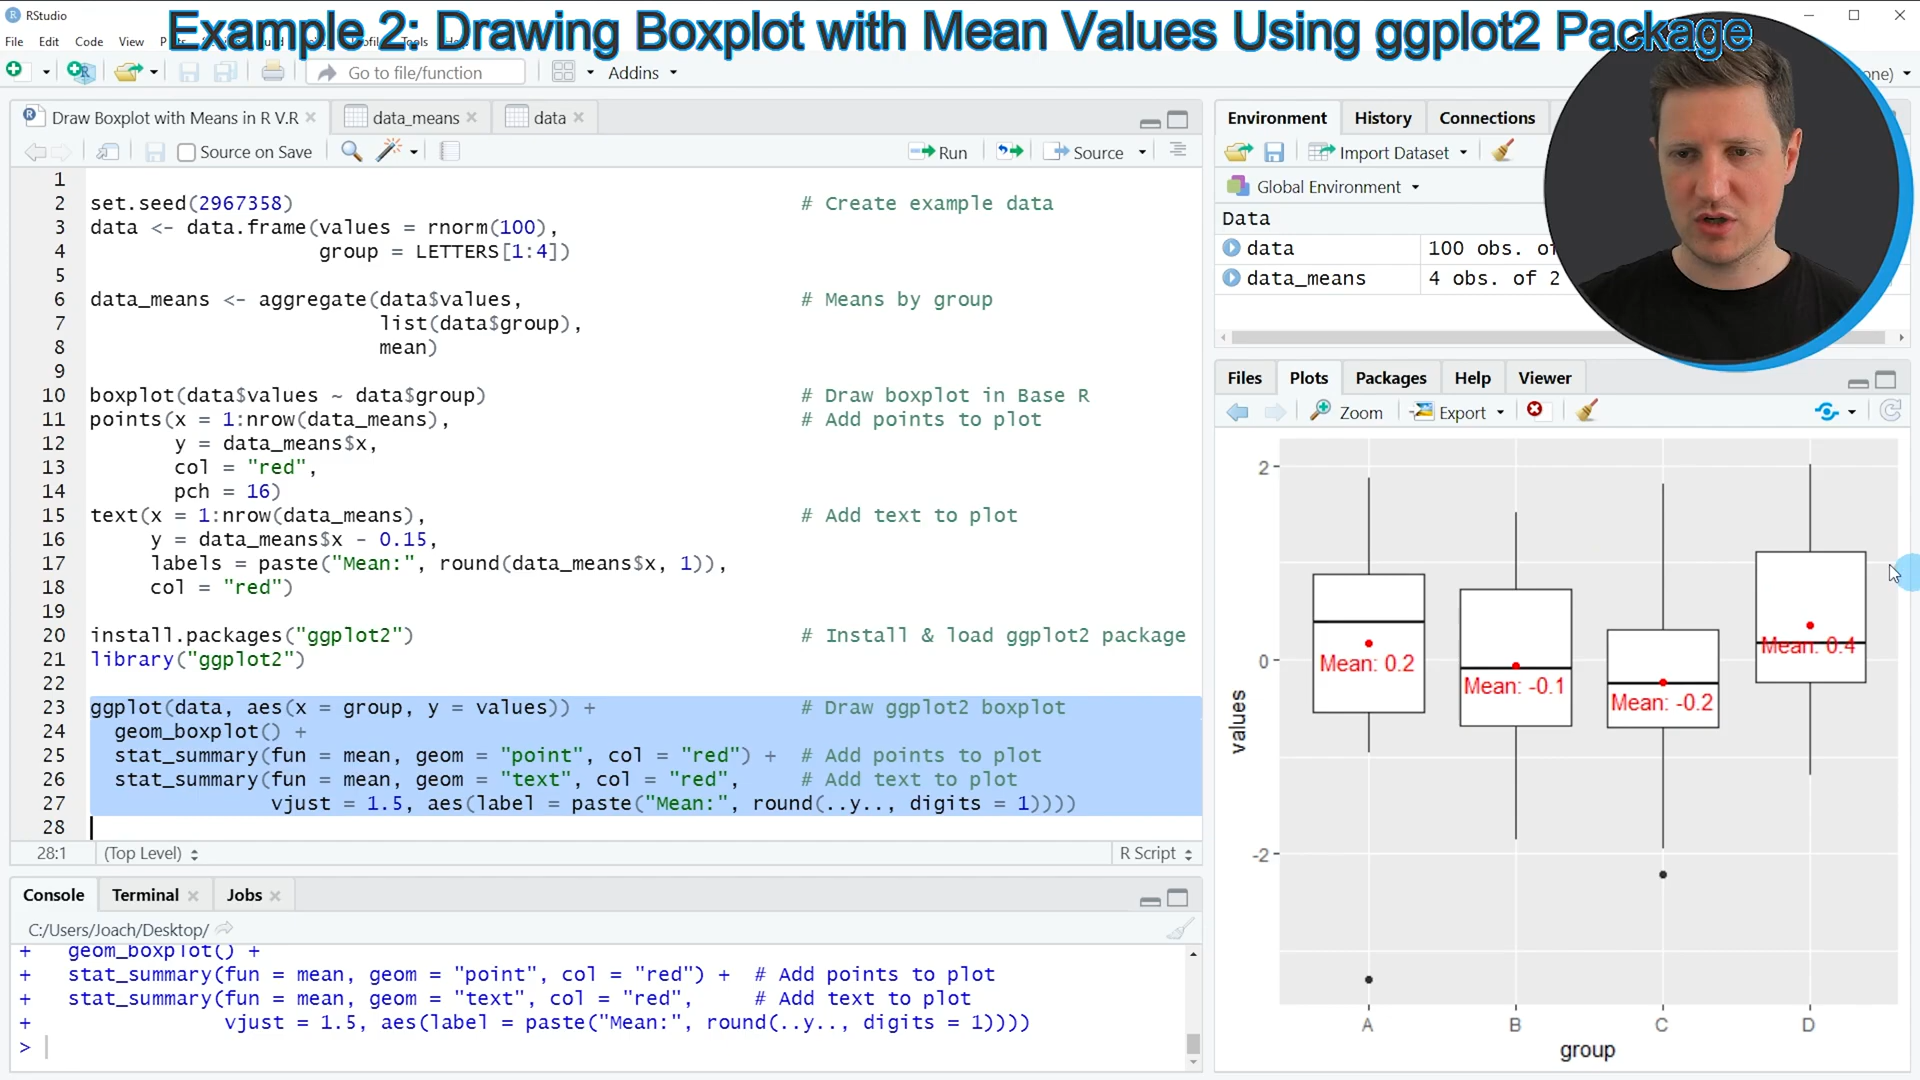 RStudio
Example 2: Drawing Boxplot with Mean Values Using ggplot2 Package
File Edit Code View
Go to file/function
Addins
Draw Boxplot with Means in R V.R
data_means
data
Source on Save
Run
Source
1
2 set.seed(2967358) # Create example data
3 data <- data.frame(values = rnorm(100),
4 group = LETTERS[1:4])
5
6 data_means <- aggregate(data$values, # Means by group
7 list(data$group),
8 mean)
9
10 boxplot(data$values ~ data$group) # Draw boxplot in Base R
11 points(x = 1:nrow(data_means), # Add points to plot
12 y = data_means$x,
13 col = "red",
14 pch = 16)
15 text(x = 1:nrow(data_means), # Add text to plot
16 y = data_means$x - 0.15,
17 labels = paste("Mean:", round(data_means$x, 1)),
18 col = "red")
19
20 install.packages("ggplot2") # Install & load ggplot2 package
21 library("ggplot2")
22
23 ggplot(data, aes(x = group, y = values)) + # Draw ggplot2 boxplot
24 geom_boxplot() +
25 stat_summary(fun = mean, geom = "point", col = "red") + # Add points to plot
26 stat_summary(fun = mean, geom = "text", col = "red", # Add text to plot
27 vjust = 1.5, aes(label = paste("Mean:", round(..y.., digits = 1))))
28
28:1 (Top Level) R Script
Console Terminal Jobs
C:/Users/Joach/Desktop/
+ geom_boxplot() +
+ stat_summary(fun = mean, geom = "point", col = "red") + # Add points to plot
+ stat_summary(fun = mean, geom = "text", col = "red", # Add text to plot
+ vjust = 1.5, aes(label = paste("Mean:", round(..y.., digits = 1))))
>
Environment History Connections
Import Dataset
Global Environment
Data
data 100 obs. of
data_means 4 obs. of 2
Files Plots Packages Help Viewer
Zoom Export
2
0
-2
values
Mean: 0.2
Mean: -0.1
Mean: -0.2
Mean: 0.4
A B C D
group